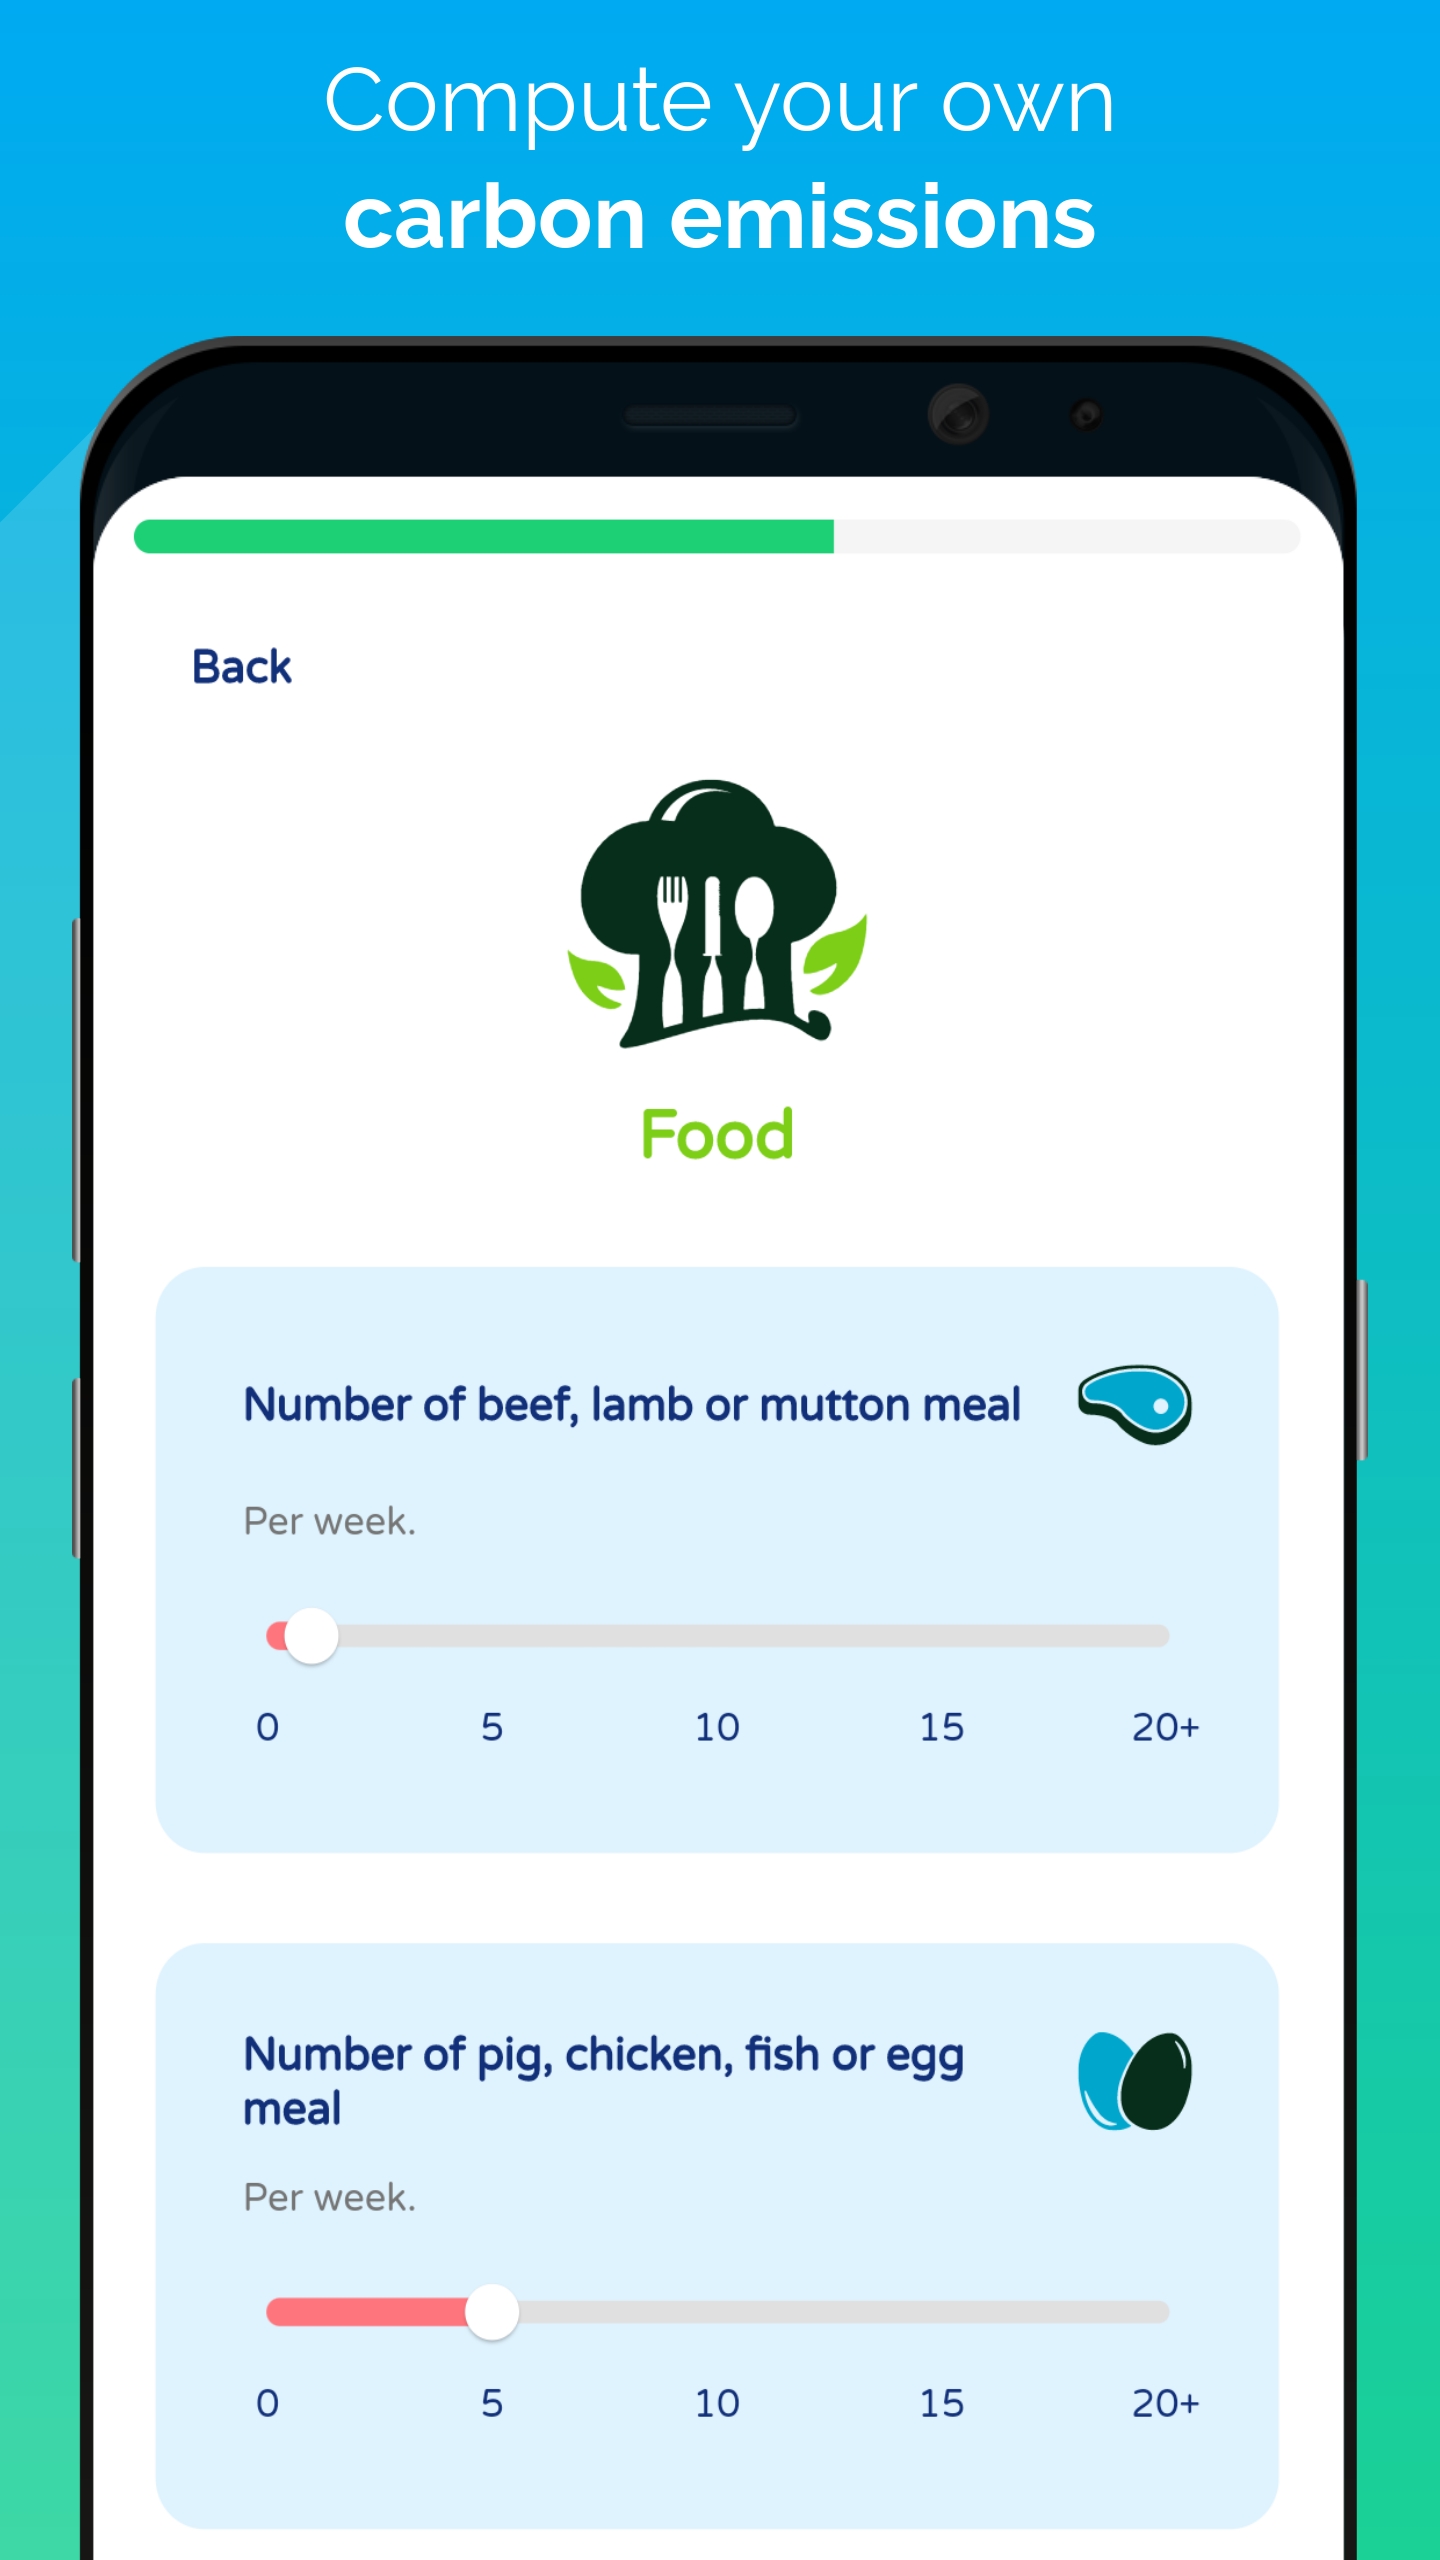 Compute your own
carbon emissions
Back
Food
Number of beef, lamb or mutton meal
Per week.
0 5 10 15 20+
Number of pig, chicken, fish or egg
meal
Per week.
0 5 10 15 20+